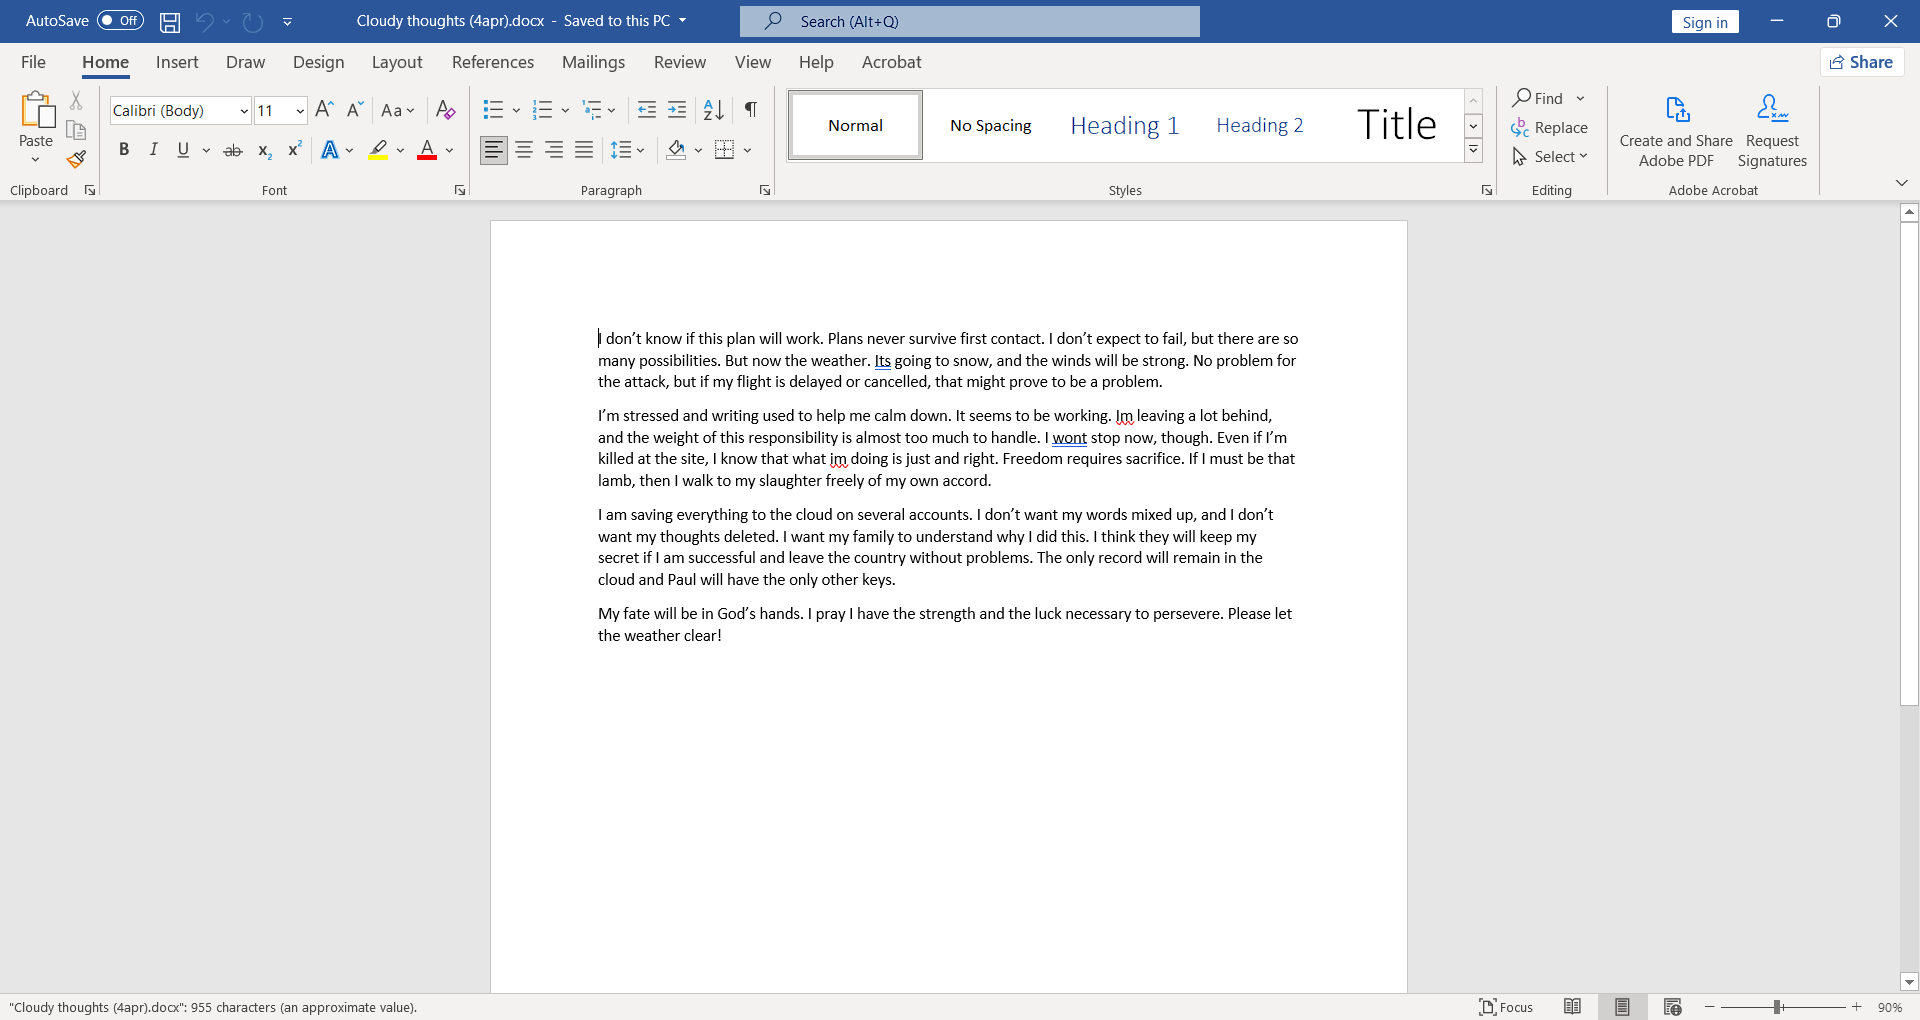 AutoSave Off Cloudy thoughts (4apr).docx - Saved to this PC Search (Alt+Q) Sign in
File Home Insert Draw Design Layout References Mailings Review View Help Acrobat Share
Paste
Clipboard
Calibri (Body) 11
Font
Paragraph
Normal No Spacing Heading 1 Heading 2 Title
Styles
Find
Replace
Select
Editing
Create and Share
Adobe PDF
Request
Signatures
Adobe Acrobat
I don’t know if this plan will work. Plans never survive first contact. I don’t expect to fail, but there are so
many possibilities. But now the weather. Its going to snow, and the winds will be strong. No problem for
the attack, but if my flight is delayed or cancelled, that might prove to be a problem.
I’m stressed and writing used to help me calm down. It seems to be working. Im leaving a lot behind,
and the weight of this responsibility is almost too much to handle. I wont stop now, though. Even if I’m
killed at the site, I know that what im doing is just and right. Freedom requires sacrifice. If I must be that
lamb, then I walk to my slaughter freely of my own accord.
I am saving everything to the cloud on several accounts. I don’t want my words mixed up, and I don’t
want my thoughts deleted. I want my family to understand why I did this. I think they will keep my
secret if I am successful and leave the country without problems. The only record will remain in the
cloud and Paul will have the only other keys.
My fate will be in God’s hands. I pray I have the strength and the luck necessary to persevere. Please let
the weather clear!
"Cloudy thoughts (4apr).docx": 955 characters (an approximate value). Focus 90%